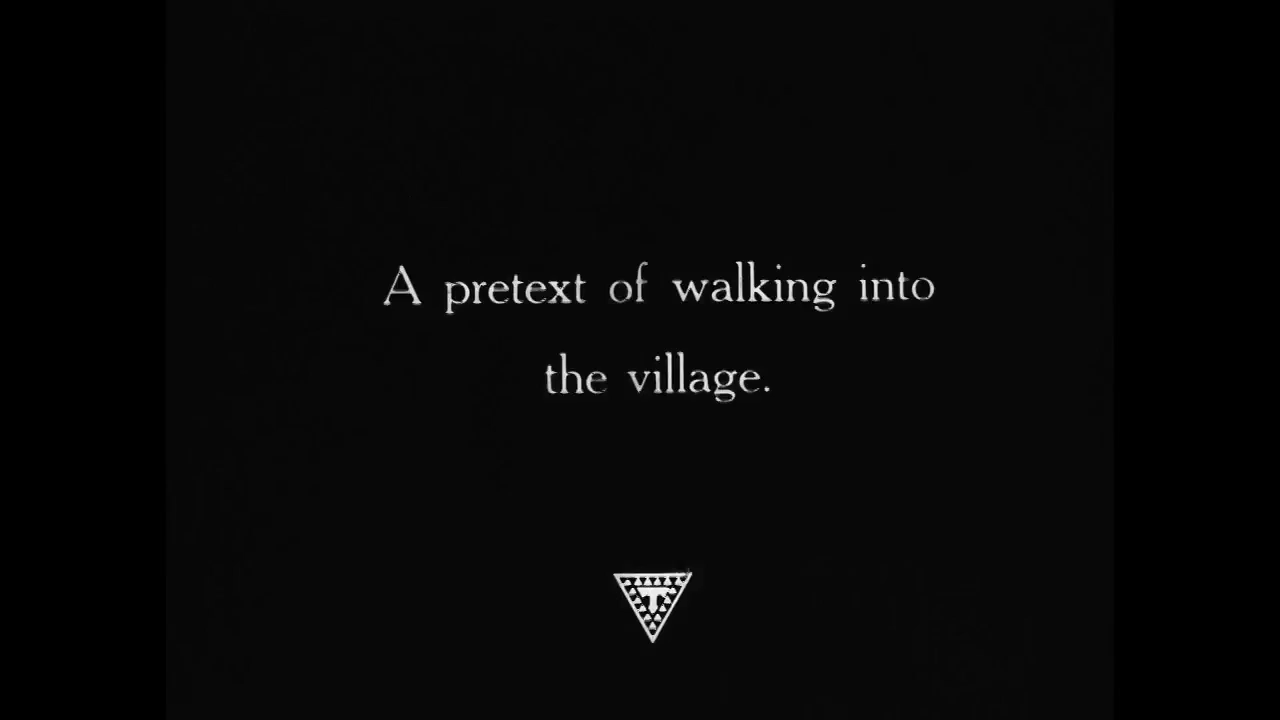 A pretext of walking into
the village.
T